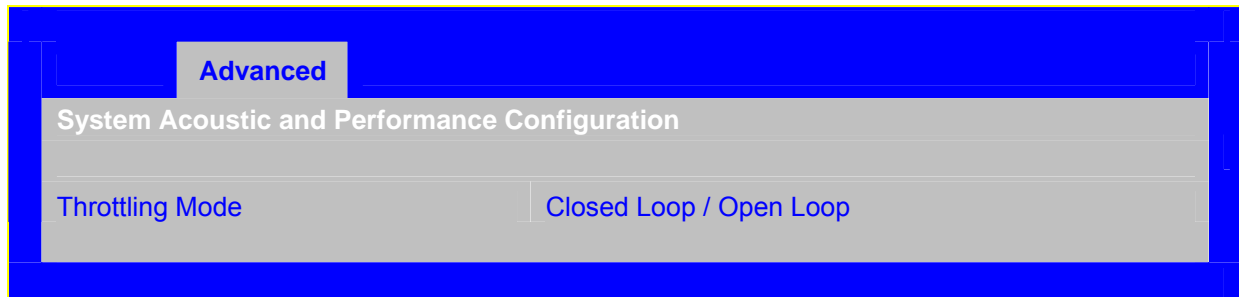 Advanced
System Acoustic and Performance Configuration
Throttling Mode Closed Loop / Open Loop